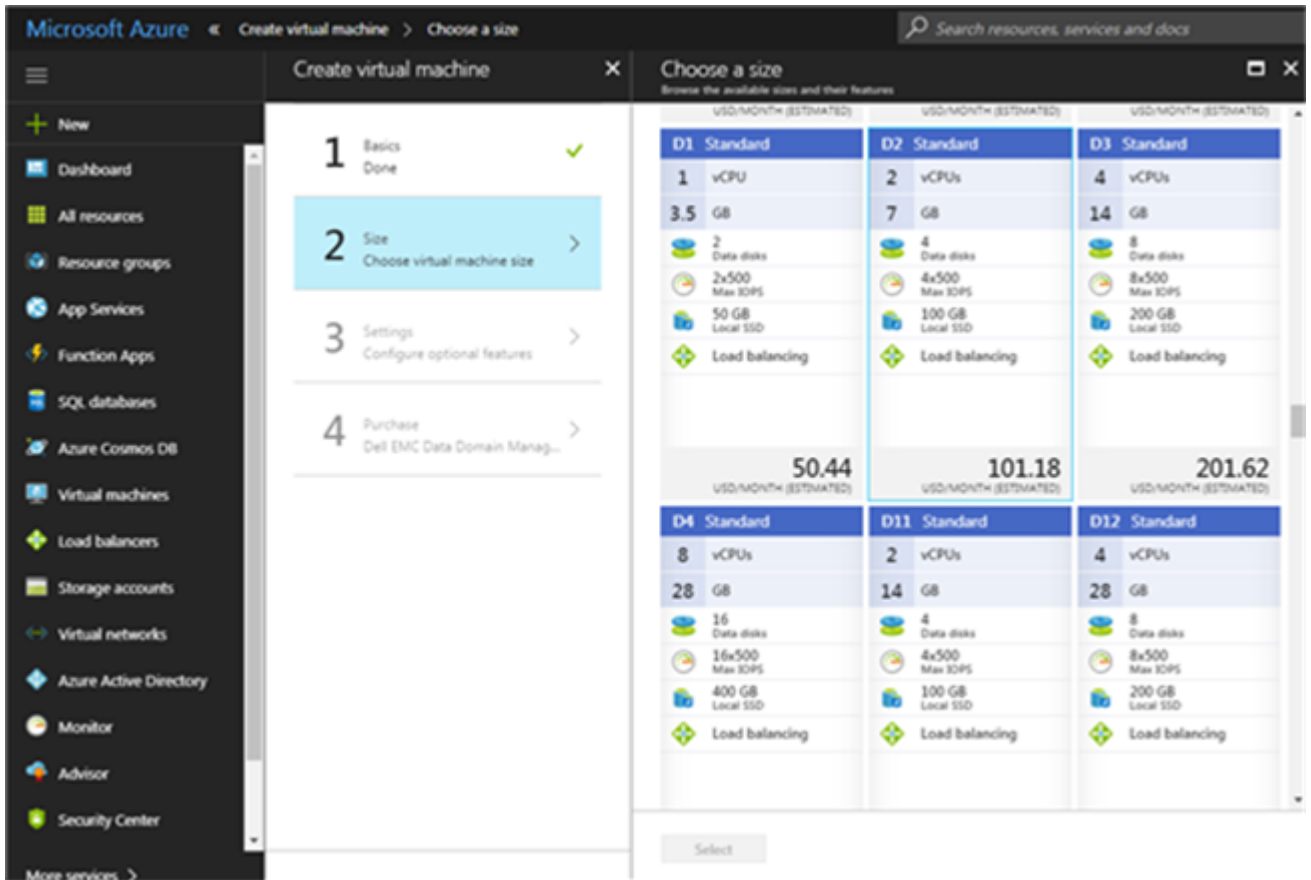 Microsoft Azure « Create virtual machine > Choose a size
Search resources, services and docs
New
Dashboard
All resources
Resource groups
App Services
Function Apps
SQL databases
Azure Cosmos DB
Virtual machines
Load balancers
Storage accounts
Virtual networks
Azure Active Directory
Monitor
Advisor
Security Center
More services >
Create virtual machine
1 Basics
Done
2 Size
Choose virtual machine size
3 Settings
Configure optional features
4 Purchase
Dell EMC Data Domain Manag...
Choose a size
Browse the available sizes and their features
USD/MONTH (ESTIMATED) USD/MONTH (ESTIMATED) USD/MONTH (ESTIMATED)
D1 Standard
1 vCPU
3.5 GB
2
Data disks
2x500
Max IOPS
50 GB
Local SSD
Load balancing
50.44
USD/MONTH (ESTIMATED)
D2 Standard
2 vCPUs
7 GB
4
Data disks
4x500
Max IOPS
100 GB
Local SSD
Load balancing
101.18
USD/MONTH (ESTIMATED)
D3 Standard
4 vCPUs
14 GB
8
Data disks
8x500
Max IOPS
200 GB
Local SSD
Load balancing
201.62
USD/MONTH (ESTIMATED)
D4 Standard
8 vCPUs
28 GB
16
Data disks
16x500
Max IOPS
400 GB
Local SSD
Load balancing
D11 Standard
2 vCPUs
14 GB
4
Data disks
4x500
Max IOPS
100 GB
Local SSD
Load balancing
D12 Standard
4 vCPUs
28 GB
8
Data disks
8x500
Max IOPS
200 GB
Local SSD
Load balancing
Select